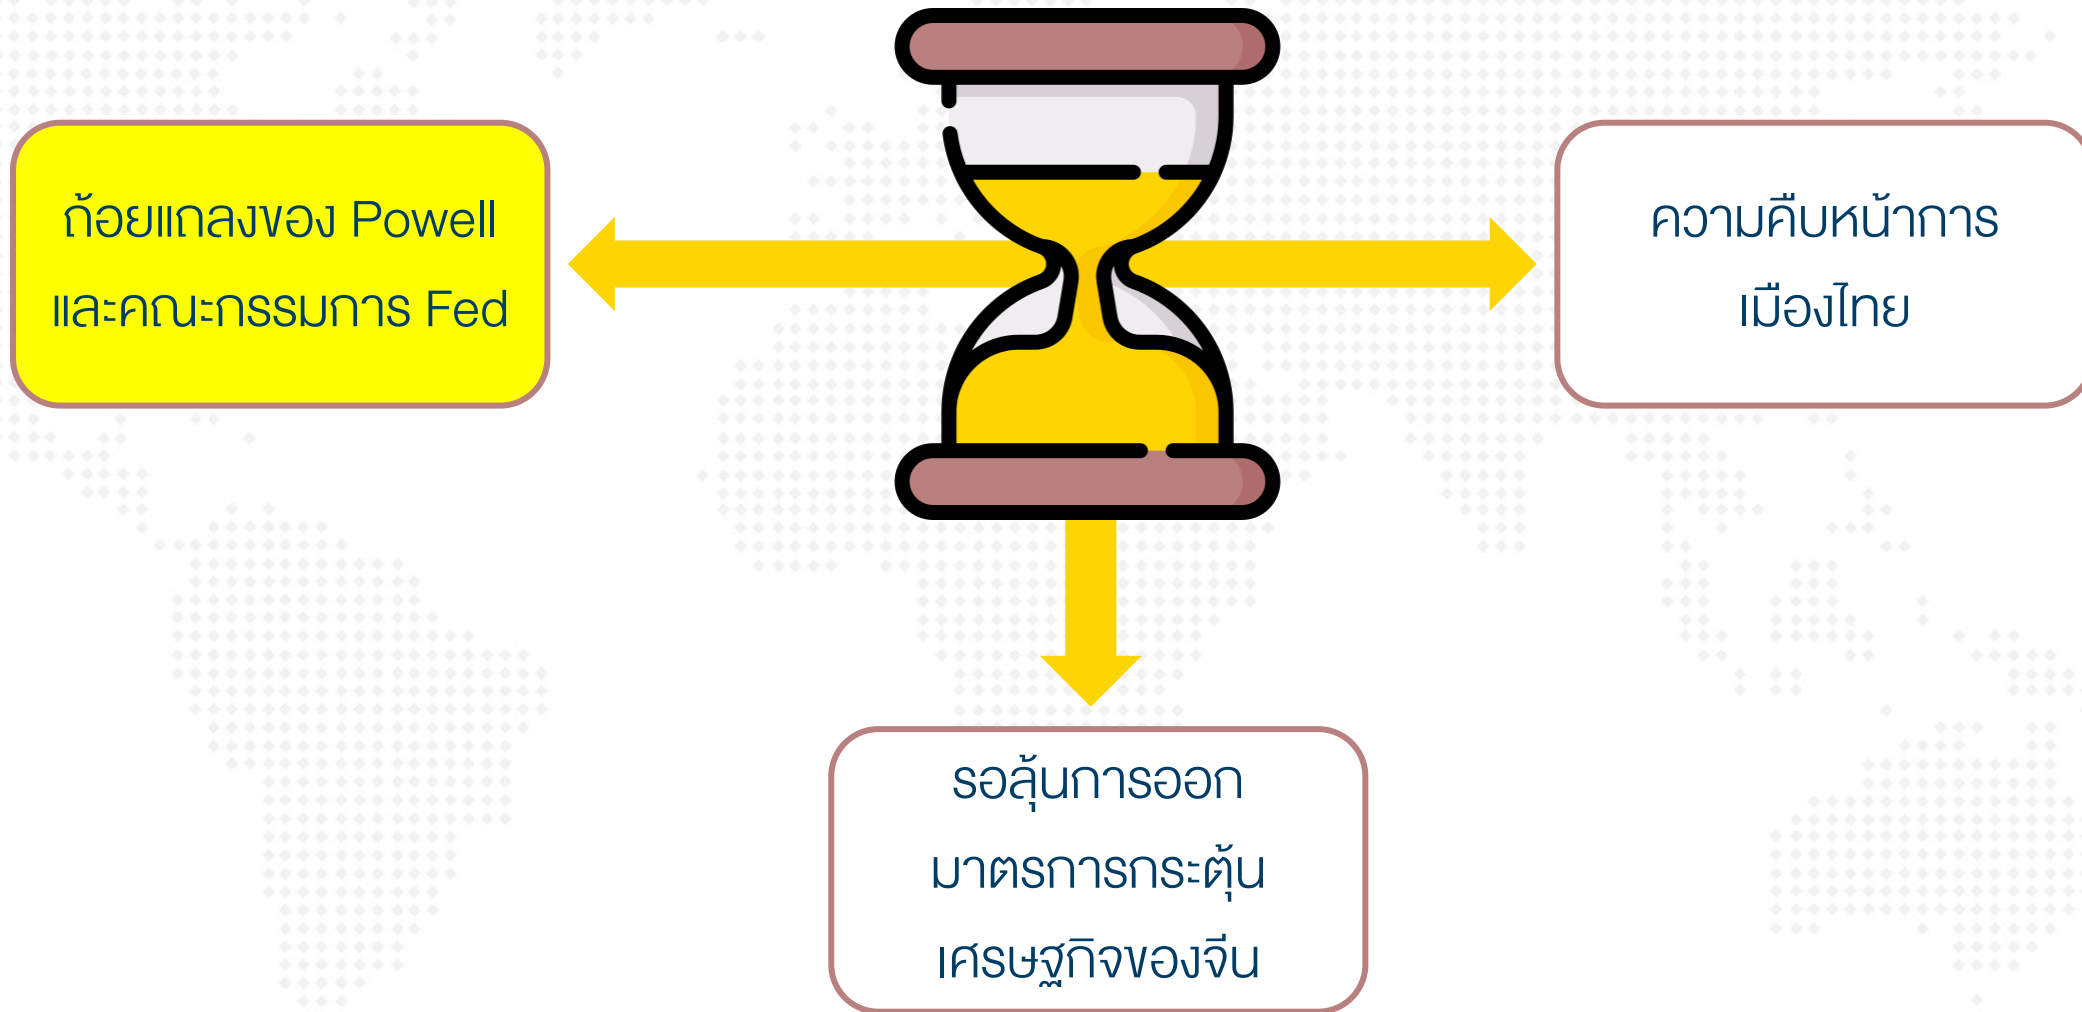 ถ้อยแถลงของ Powell
และคณะกรรมการ Fed
ความคืบหน้าการ
เมืองไทย
รอลุ้นการออก
มาตรการกระตุ้น
เศรษฐกิจของจีน